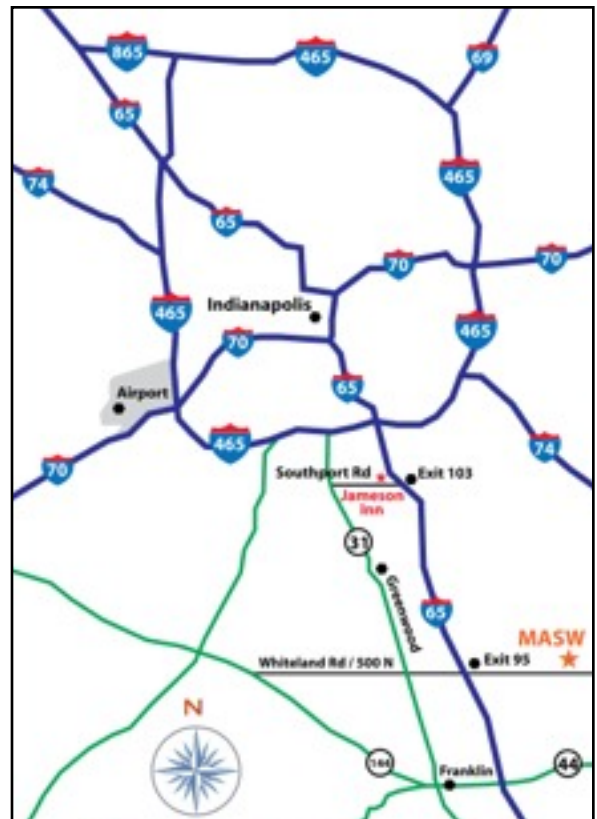 865
465
69
65
74
465
65
70
70
Indianapolis
465
465
70
65
Airport
465
74
70
Southport Rd
Exit 103
Jameson
Inn
31
Greenwood
65
MASW
Whiteland Rd / 500 N
Exit 95
N
144
44
Franklin